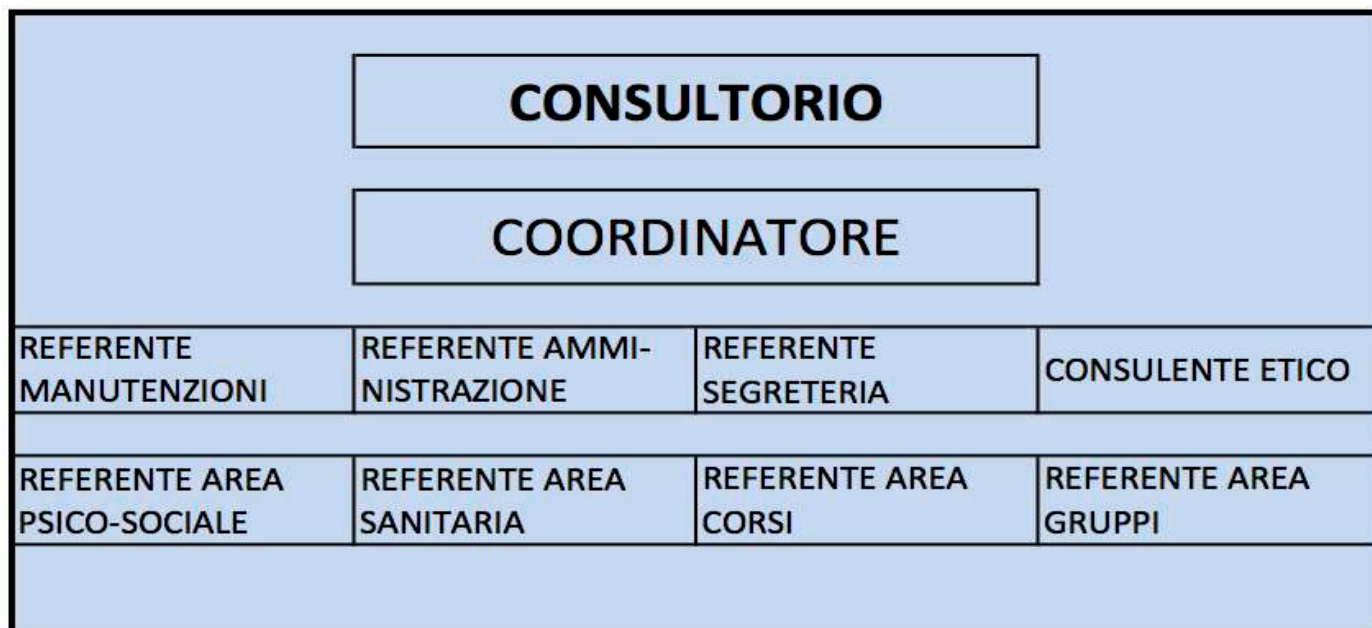 CONSULTORIO
COORDINATORE
REFERENTE
MANUTENZIONI
REFERENTE AMMI-
NISTRAZIONE
REFERENTE
SEGRETERIA
CONSULENTE ETICO
REFERENTE AREA
PSICO-SOCIALE
REFERENTE AREA
SANITARIA
REFERENTE AREA
CORSI
REFERENTE AREA
GRUPPI